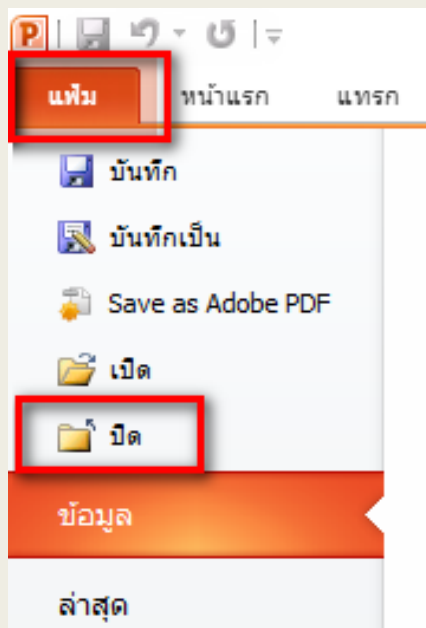 P
แฟ้ม หน้าแรก แทรก
บันทึก
บันทึกเป็น
Save as Adobe PDF
เปิด
ปิด
ข้อมูล
ล่าสุด